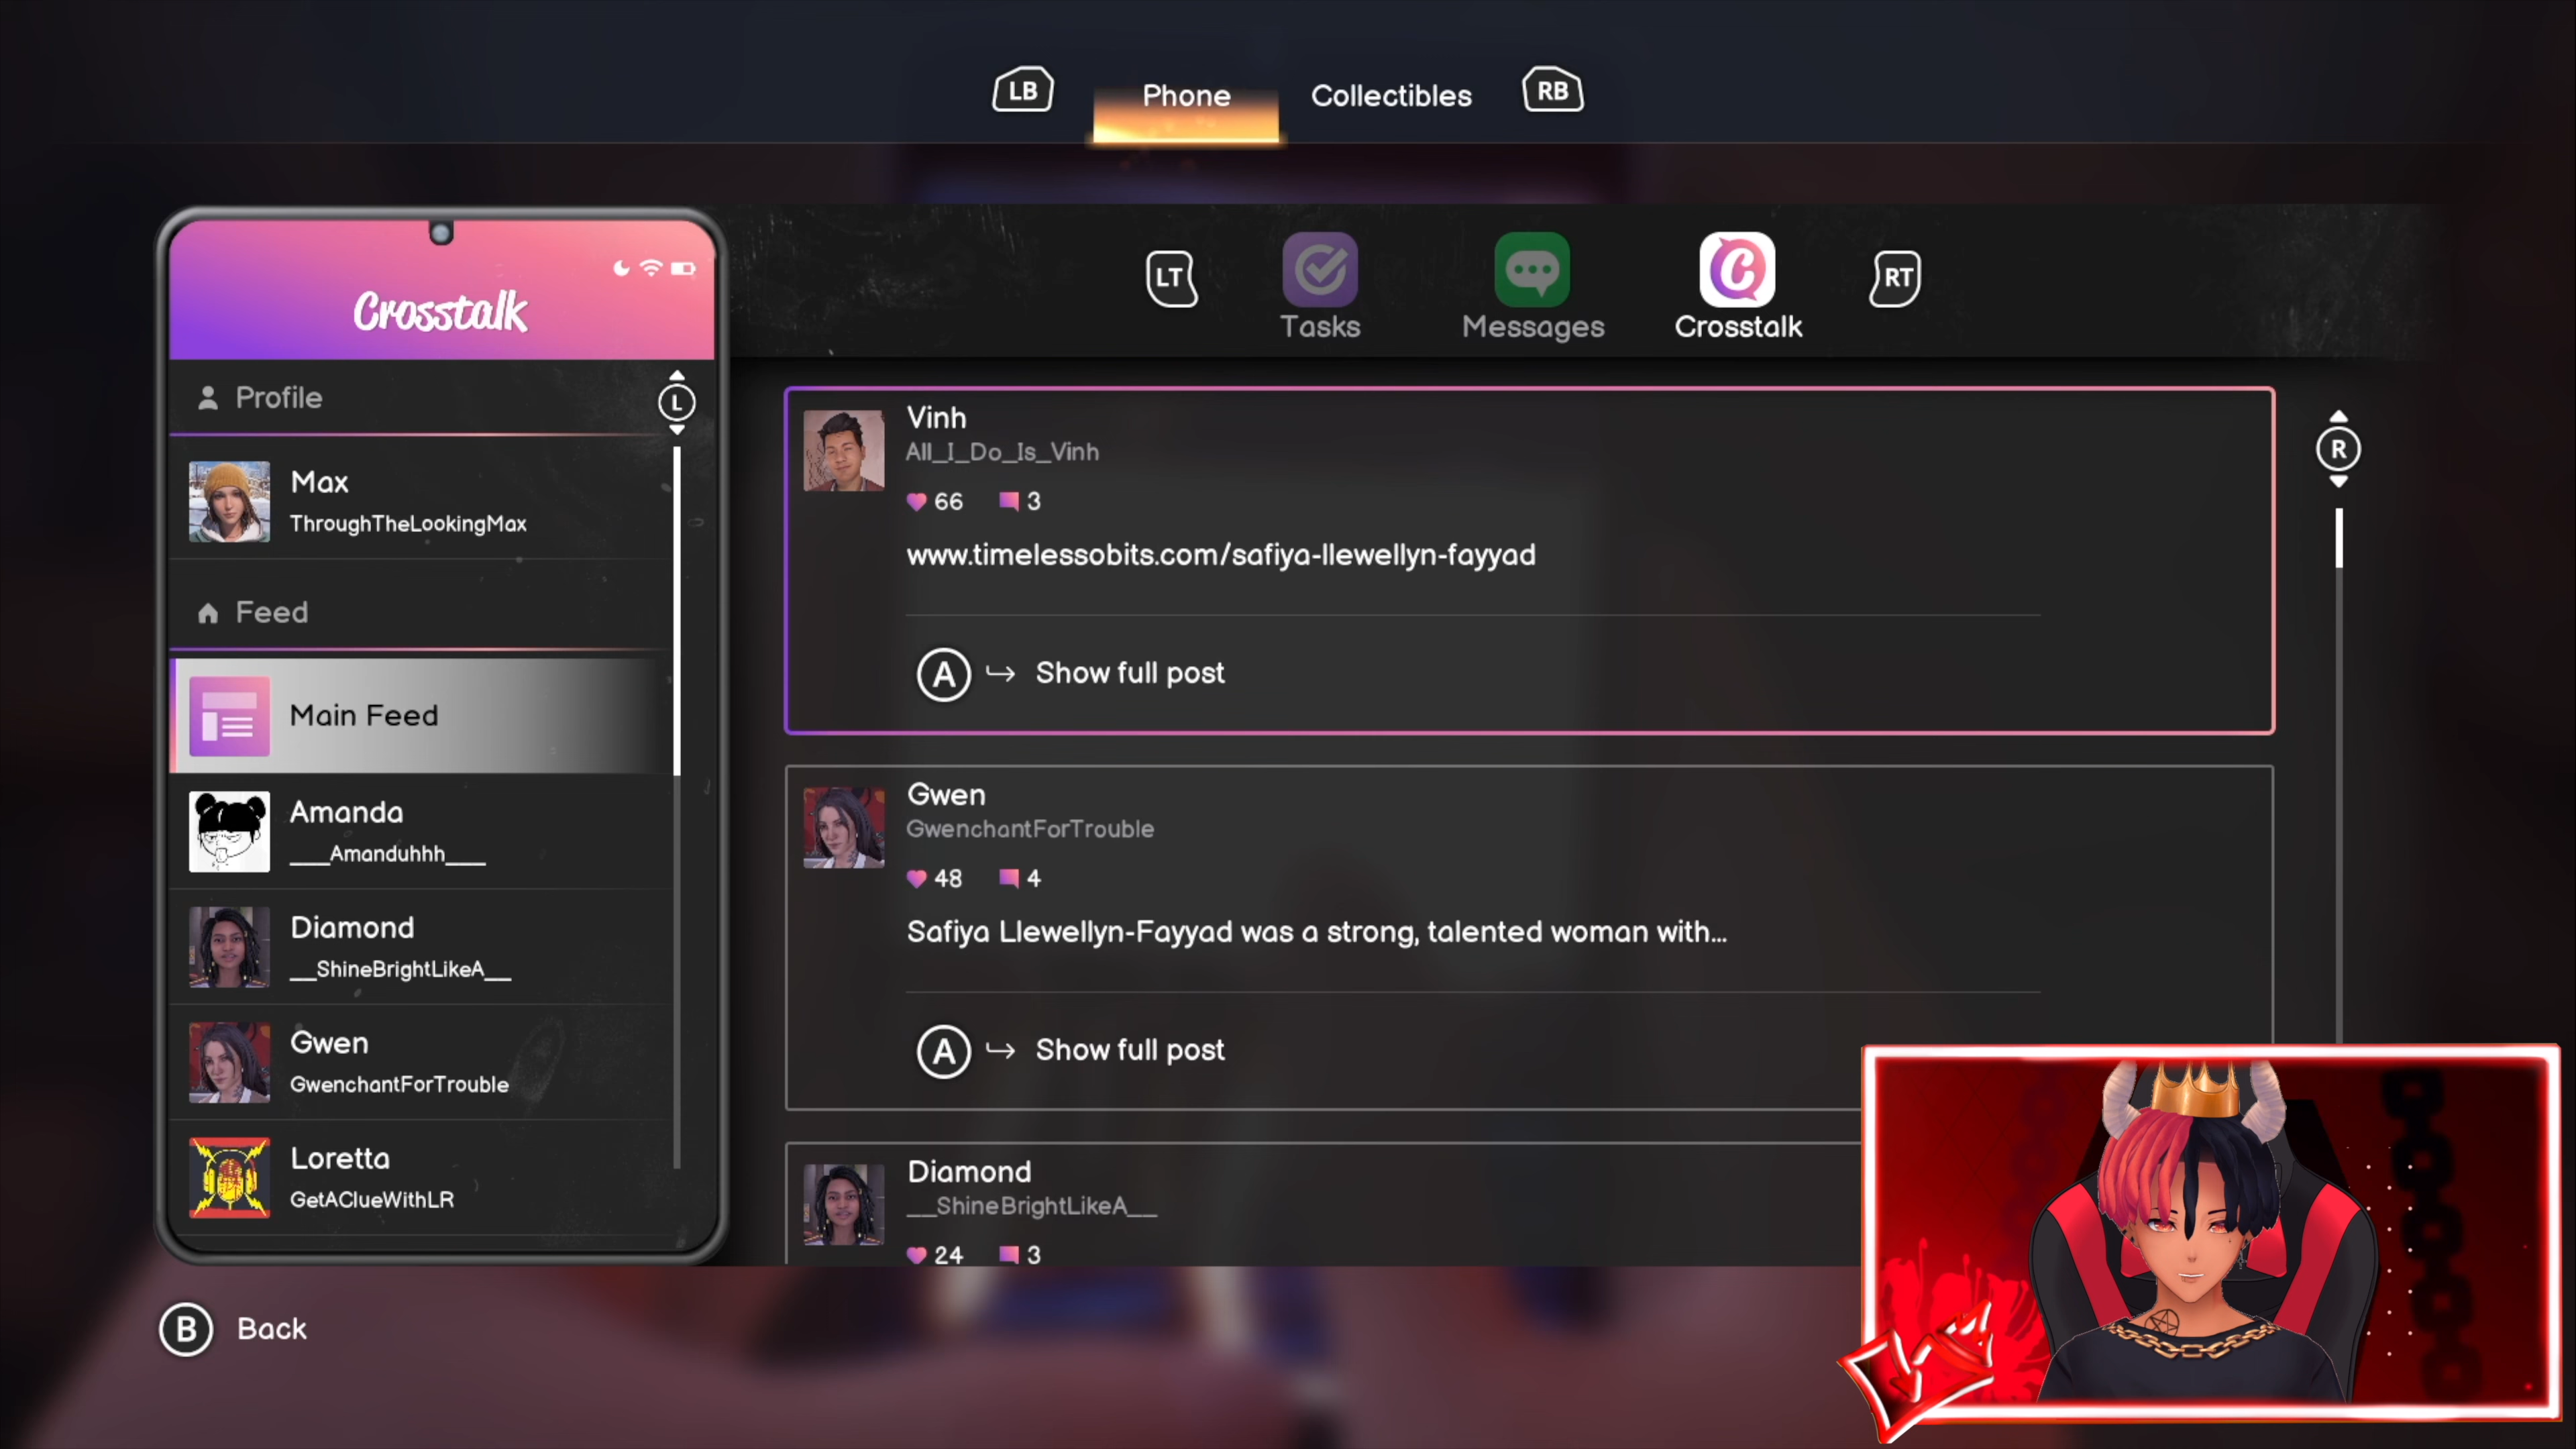 LB
Phone
Collectibles
RB
Crosstalk
Profile
L
Max
ThroughTheLookingMax
Feed
Main Feed
Amanda
____Amanduhhh____
Diamond
__ShineBrightLikeA__
Gwen
GwenchantForTrouble
Loretta
GetAClueWithLR
LT
Tasks
Messages
C
Crosstalk
RT
Vinh
All_I_Do_Is_Vinh
66 3
www.timelessobits.com/safiya-llewellyn-fayyad
A Show full post
R
Gwen
GwenchantForTrouble
48 4
Safiya Llewellyn-Fayyad was a strong, talented woman with...
A Show full post
Diamond
__ShineBrightLikeA__
24 3
B Back